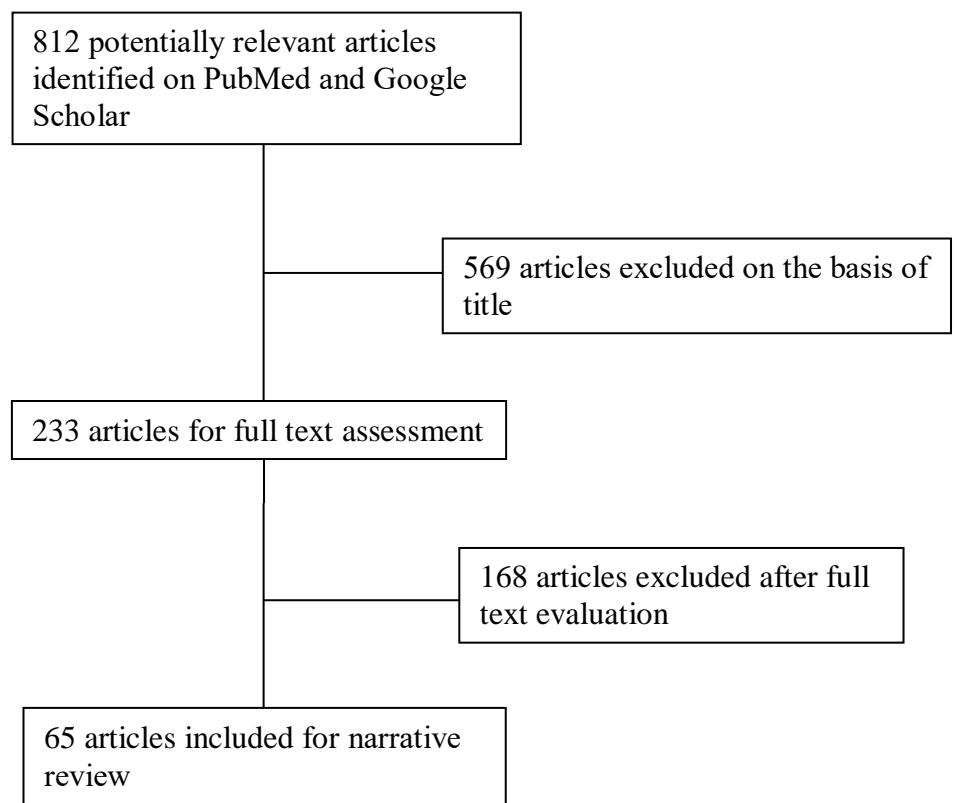 812 potentially relevant articles
identified on PubMed and Google
Scholar
569 articles excluded on the basis of
title
233 articles for full text assessment
168 articles excluded after full
text evaluation
65 articles included for narrative
review